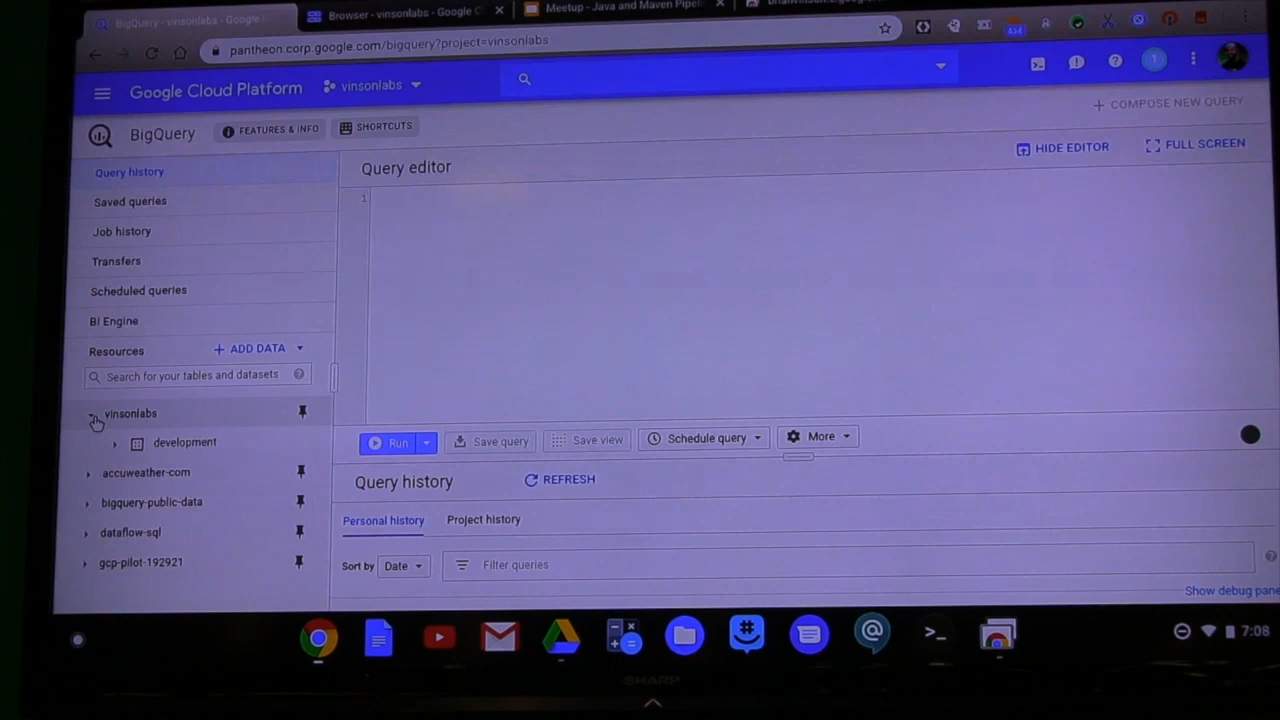 BigQuery - vinsonlabs - Google
Browser - vinsonlabs - Google C
Meetup - Java and Maven Pipel
pantheon.corp.google.com/bigquery?project=vinsonlabs
Google Cloud Platform
vinsonlabs
1
BigQuery
FEATURES & INFO
SHORTCUTS
COMPOSE NEW QUERY
Query history
Saved queries
Job history
Transfers
Scheduled queries
BI Engine
Resources
ADD DATA
Search for your tables and datasets
vinsonlabs
development
accuweather-com
bigquery-public-data
dataflow-sql
gcp-pilot-192921
Query editor
HIDE EDITOR
FULL SCREEN
1
Run
Save query
Save view
Schedule query
More
Query history
REFRESH
Personal history
Project history
Sort by
Date
Filter queries
Show debug pane
7:08
SHARP